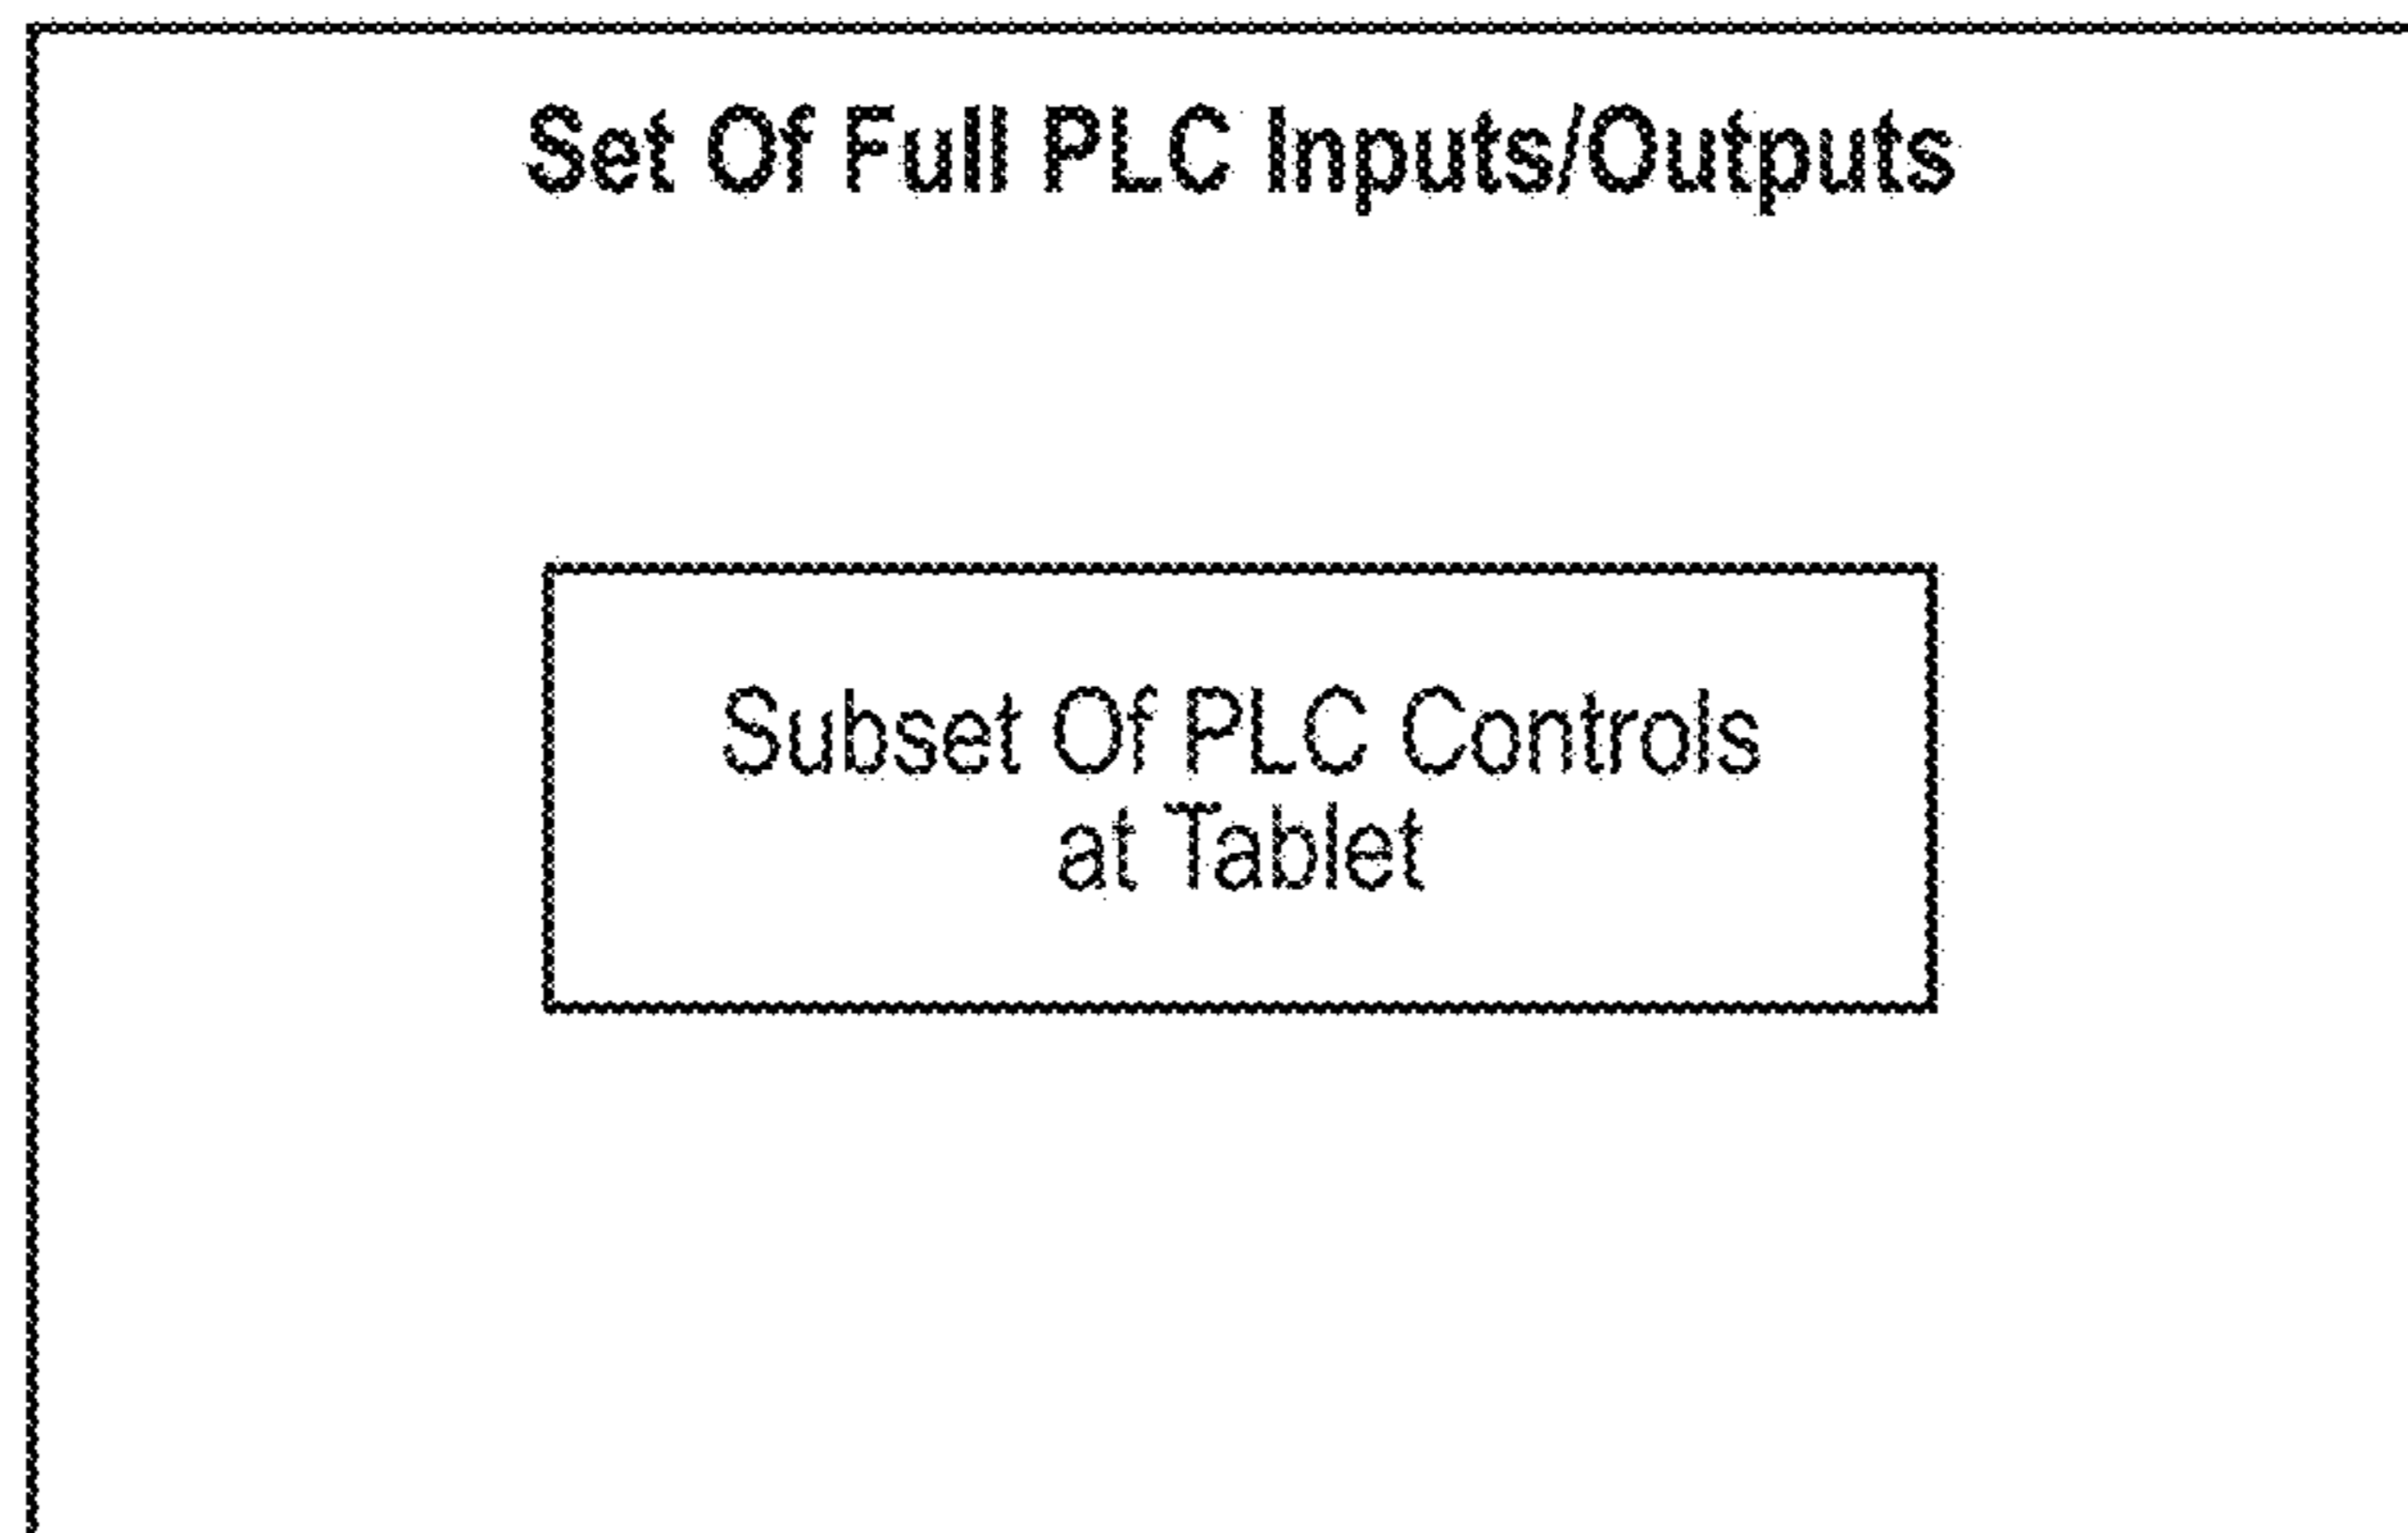 Set Of Full PLC Inputs/Outputs
Subset Of PLC Controls
at Tablet